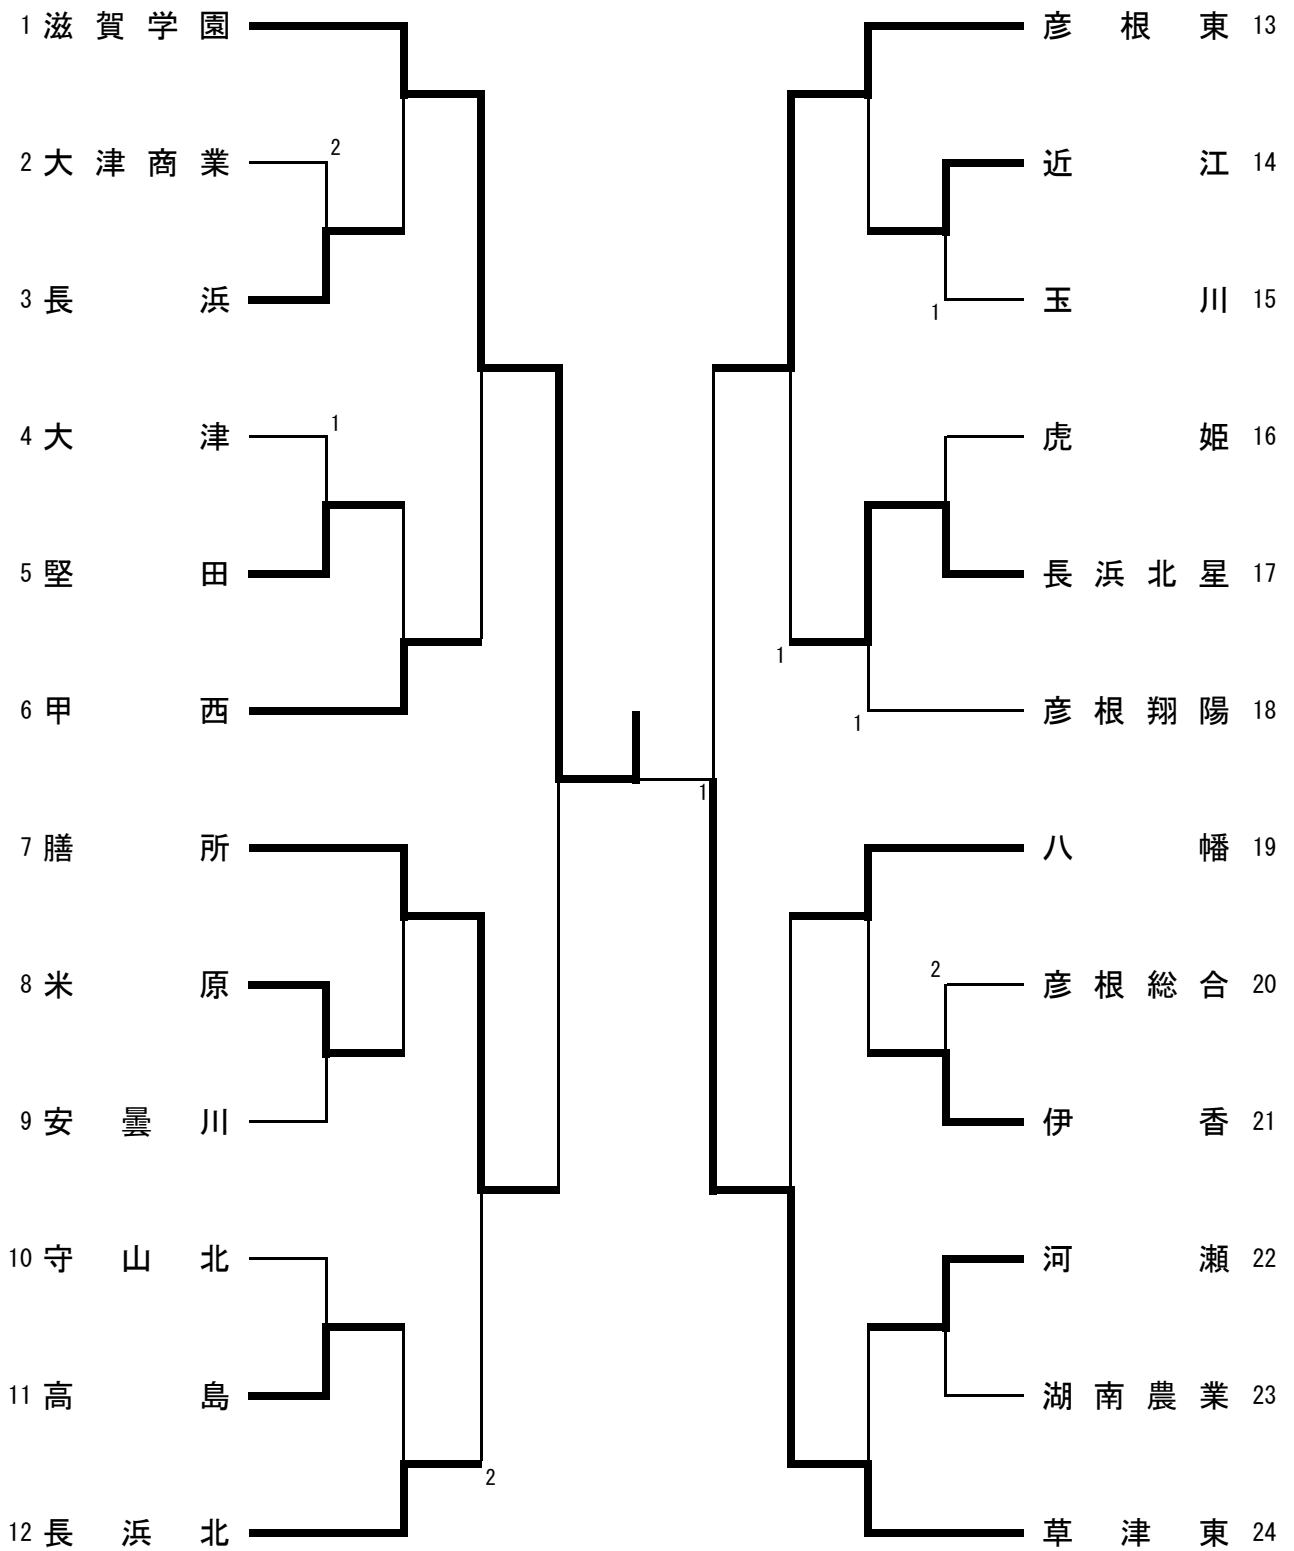 1 滋賀学園
2 大津商業 2
3 長浜
4 大津 1
5 堅田
6 甲西
7 膳所
8 米原
9 安曇川
10 守山北
11 高島
12 長浜北
2
1
彦根東 13
近江 14
玉川 15
1
虎姫 16
長浜北星 17
1
彦根翔陽 18
1
八幡 19
2 彦根総合 20
伊香 21
河瀬 22
湖南農業 23
草津東 24